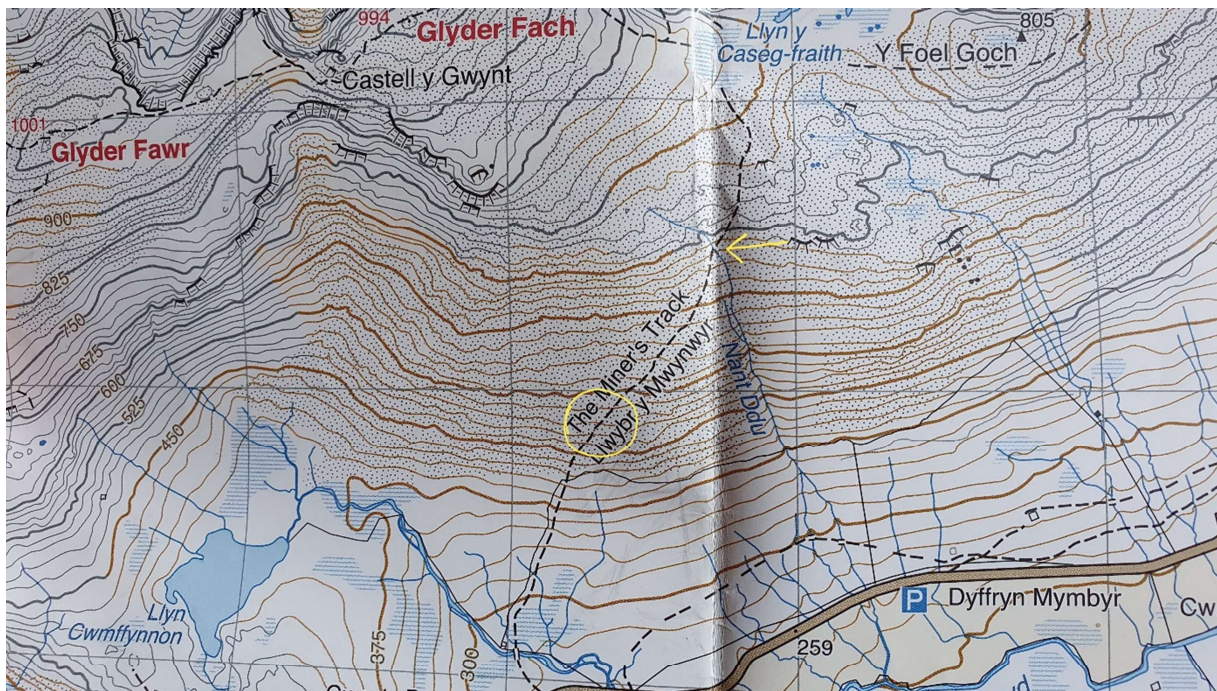 994
Glyder Fach
805
Llyn y
Caseg-fraith
Y Foel Goch
Castell y Gwynt
1001
Glyder Fawr
900
825
750
675
600
525
450
The Miner's Track
Llwybr y Mwynwyr
Nant Ddu
Llyn
Cwmffynnon
375
300
P
Dyffryn Mymbyr
Cw
259